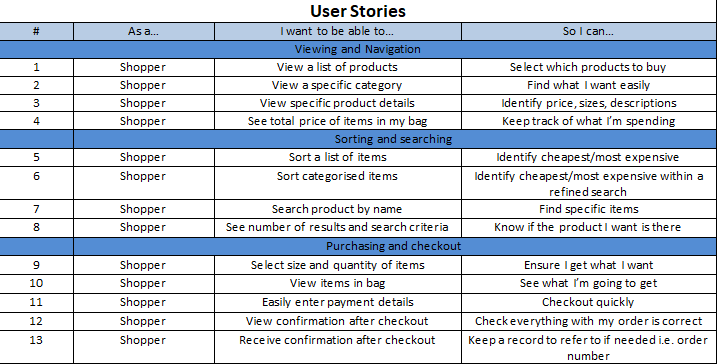 User Stories
# As a... I want to be able to... So I can...
Viewing and Navigation
1 Shopper View a list of products Select which products to buy
2 Shopper View a specific category Find what I want easily
3 Shopper View specific product details Identify price, sizes, descriptions
4 Shopper See total price of items in my bag Keep track of what I'm spending
Sorting and searching
5 Shopper Sort a list of items Identify cheapest/most expensive
6 Shopper Sort categorised items Identify cheapest/most expensive within a
refined search
7 Shopper Search product by name Find specific items
8 Shopper See number of results and search criteria Know if the product I want is there
Purchasing and checkout
9 Shopper Select size and quantity of items Ensure I get what I want
10 Shopper View items in bag See what I'm going to get
11 Shopper Easily enter payment details Checkout quickly
12 Shopper View confirmation after checkout Check everything with my order is correct
13 Shopper Receive confirmation after checkout Keep a record to refer to if needed i.e. order
number